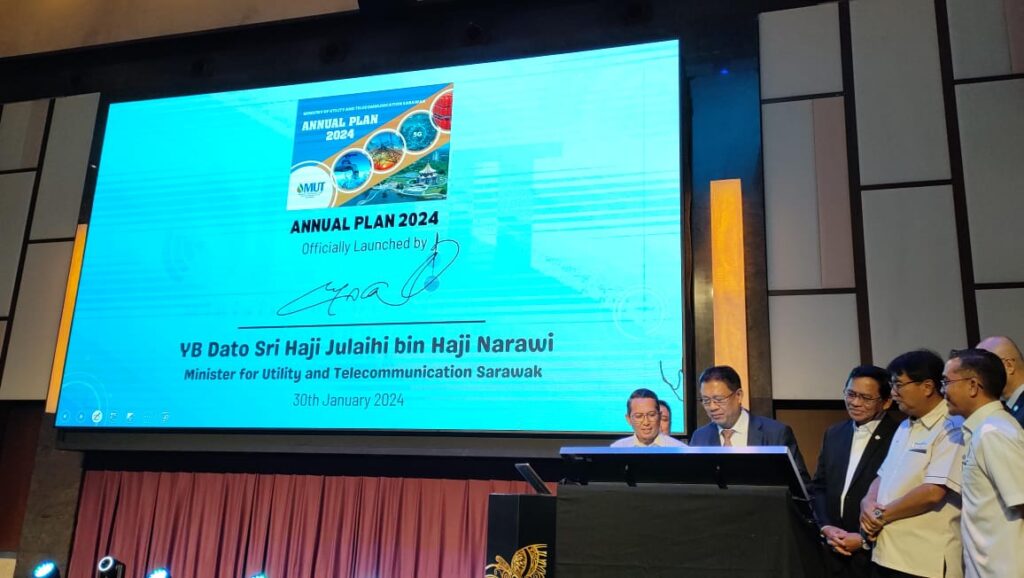 MINISTRY OF UTILITY AND TELECOMMUNICATION SARAWAK
ANNUAL PLAN
2024
5G
MUT
ANNUAL PLAN 2024
Officially Launched by
YB Dato Sri Haji Julaihi bin Haji Narawi
Minister for Utility and Telecommunication Sarawak
30th January 2024